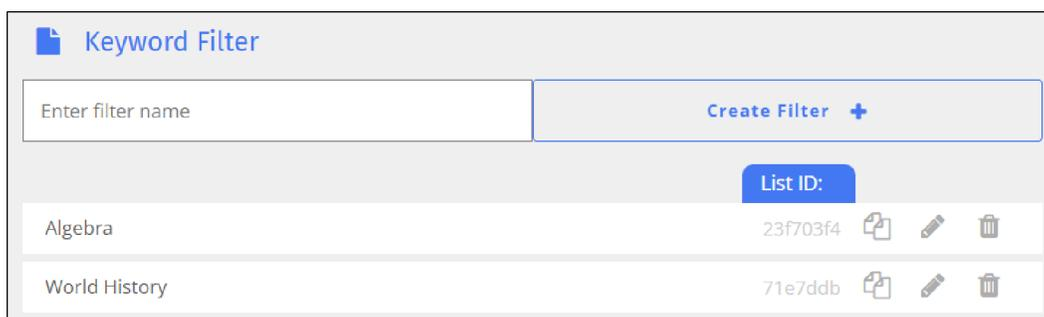 Keyword Filter
Enter filter name
Create Filter
List ID:
Algebra 23f703f4
World History 71e7ddb